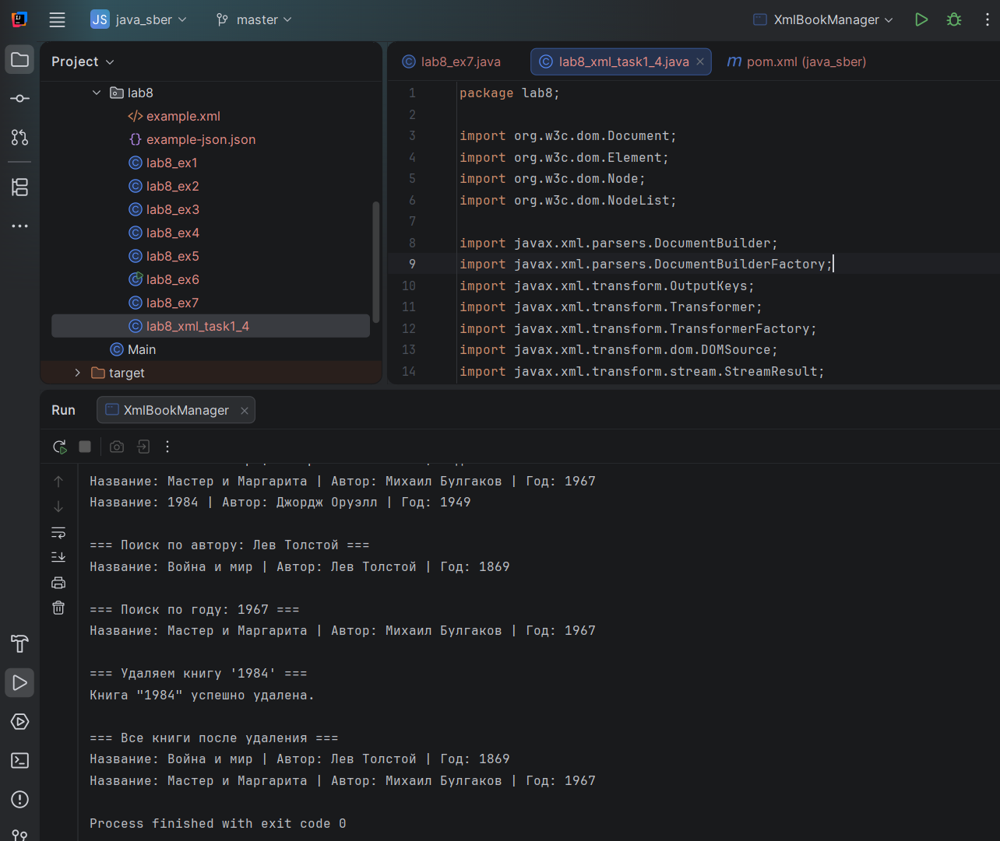 JS java_sber master XmlBookManager
Project
lab8
</> example.xml
{} example-json.json
lab8_ex1
lab8_ex2
lab8_ex3
lab8_ex4
lab8_ex5
lab8_ex6
lab8_ex7
lab8_xml_task1_4
Main
target
lab8_ex7.java lab8_xml_task1_4.java m pom.xml (java_sber)
1 package lab8;
2
3 import org.w3c.dom.Document;
4 import org.w3c.dom.Element;
5 import org.w3c.dom.Node;
6 import org.w3c.dom.NodeList;
7
8 import javax.xml.parsers.DocumentBuilder;
9 import javax.xml.parsers.DocumentBuilderFactory;
10 import javax.xml.transform.OutputKeys;
11 import javax.xml.transform.Transformer;
12 import javax.xml.transform.TransformerFactory;
13 import javax.xml.transform.dom.DOMSource;
14 import javax.xml.transform.stream.StreamResult;
Run XmlBookManager
Название: Мастер и Маргарита | Автор: Михаил Булгаков | Год: 1967
Название: 1984 | Автор: Джордж Оруэлл | Год: 1949
=== Поиск по автору: Лев Толстой ===
Название: Война и мир | Автор: Лев Толстой | Год: 1869
=== Поиск по году: 1967 ===
Название: Мастер и Маргарита | Автор: Михаил Булгаков | Год: 1967
=== Удаляем книгу '1984' ===
Книга "1984" успешно удалена.
=== Все книги после удаления ===
Название: Война и мир | Автор: Лев Толстой | Год: 1869
Название: Мастер и Маргарита | Автор: Михаил Булгаков | Год: 1967
Process finished with exit code 0